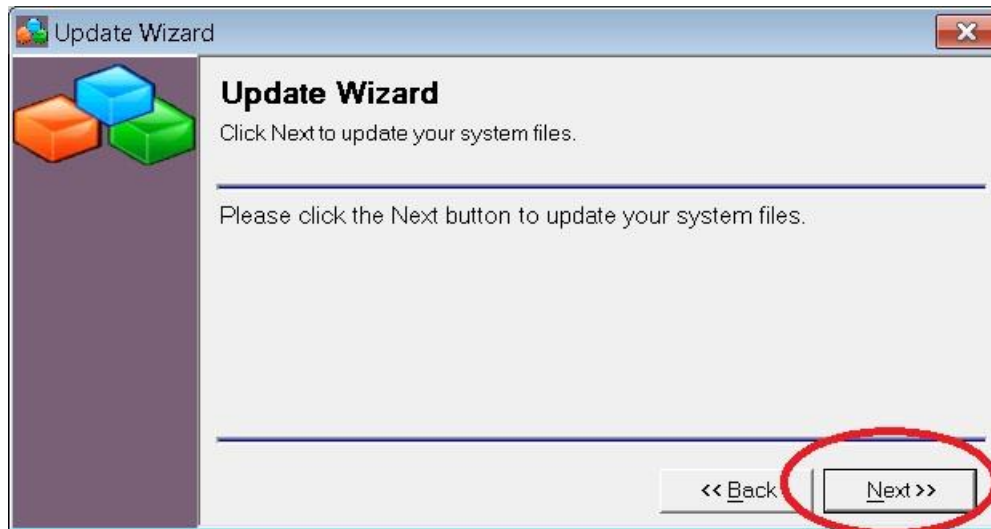 Update Wizard
Update Wizard
Click Next to update your system files.
Please click the Next button to update your system files.
<< Back
Next >>